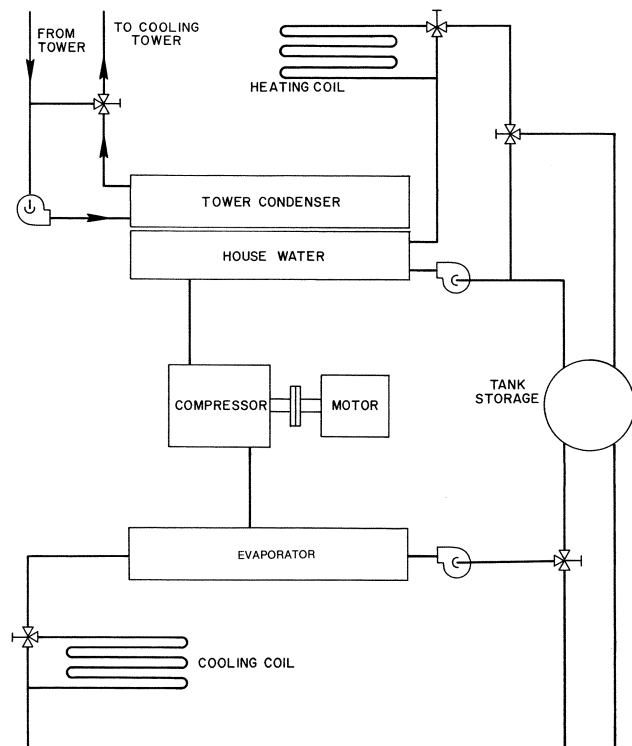 FROM
TOWER
TO COOLING
TOWER
HEATING COIL
TOWER CONDENSER
HOUSE WATER
COMPRESSOR
MOTOR
TANK
STORAGE
EVAPORATOR
COOLING COIL